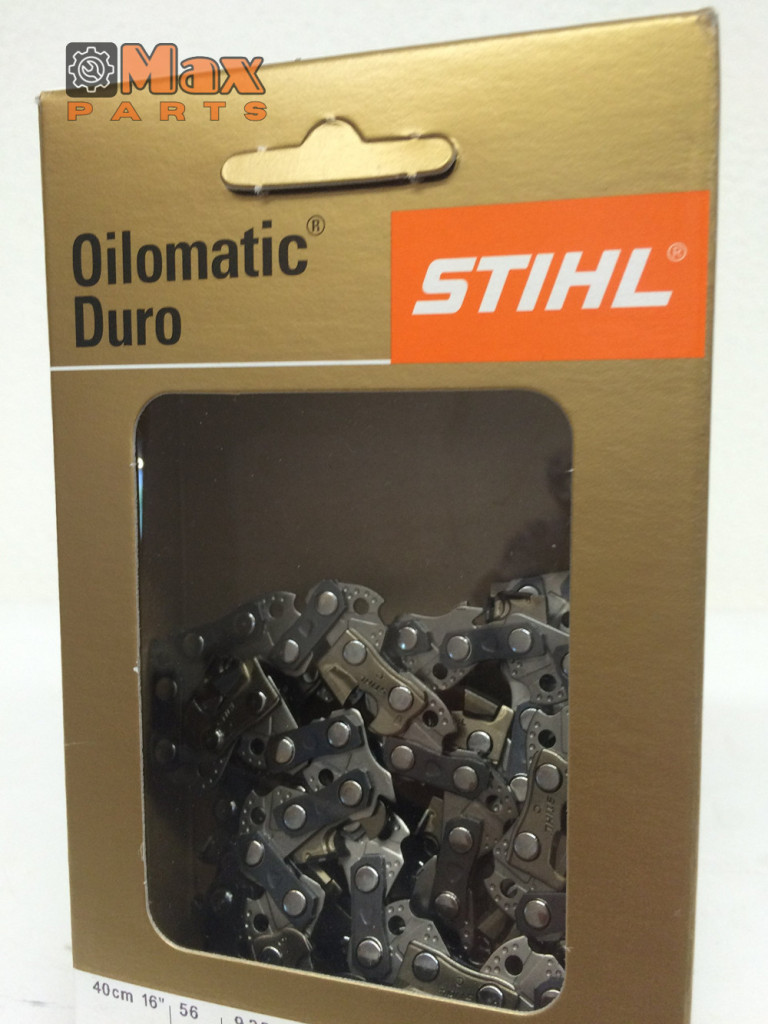 Max
PARTS
Oilomatic®
Duro
STIHL®
40cm 16" 56